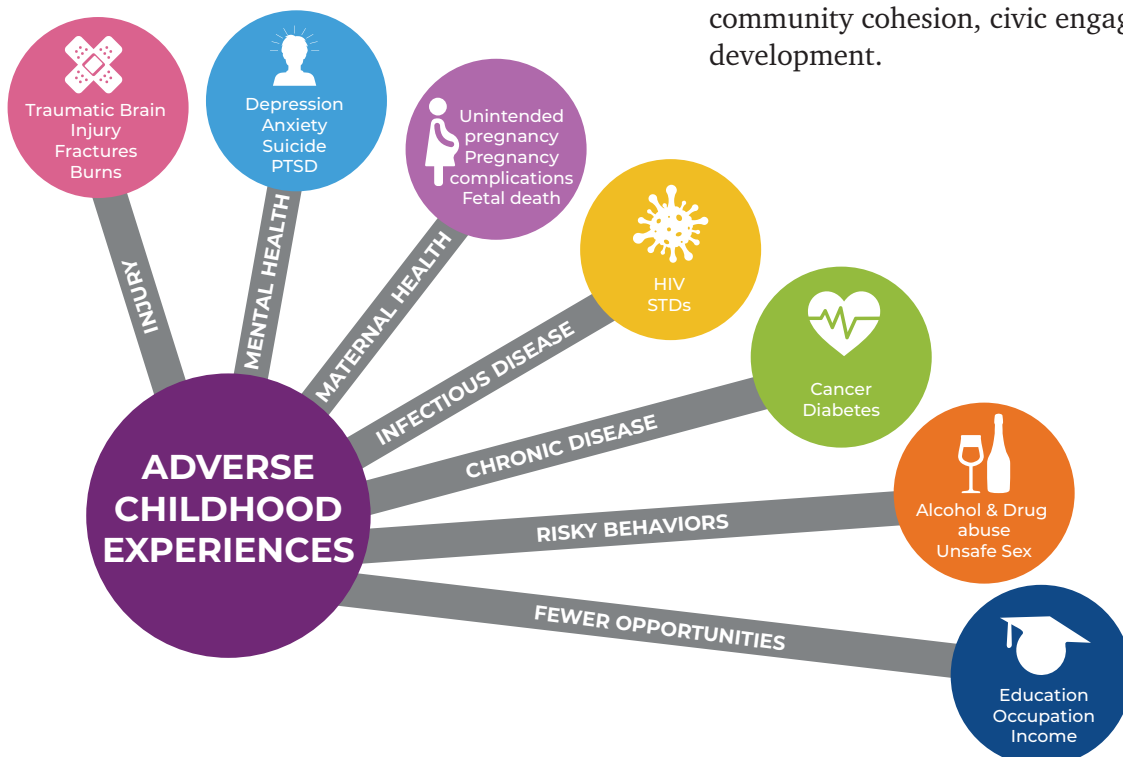 community cohesion, civic engag
development.
Traumatic Brain
Injury
Fractures
Burns
Depression
Anxiety
Suicide
PTSD
Unintended
pregnancy
Pregnancy
complications
Fetal death
HIV
STDs
Cancer
Diabetes
Alcohol & Drug
abuse
Unsafe Sex
Education
Occupation
Income
INJURY
MENTAL HEALTH
MATERNAL HEALTH
INFECTIOUS DISEASE
CHRONIC DISEASE
RISKY BEHAVIORS
FEWER OPPORTUNITIES
ADVERSE
CHILDHOOD
EXPERIENCES